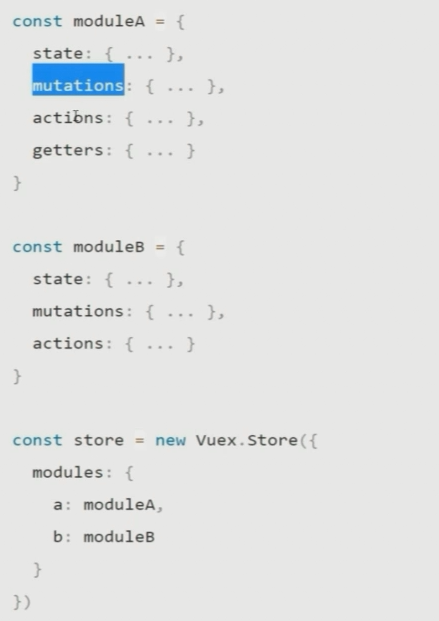 const moduleA = {
state: { ... },
mutations: { ... },
actions: { ... },
getters: { ... }
}
const moduleB = {
state: { ... },
mutations: { ... },
actions: { ... }
}
const store = new Vuex.Store({
modules: {
a: moduleA,
b: moduleB
}
})